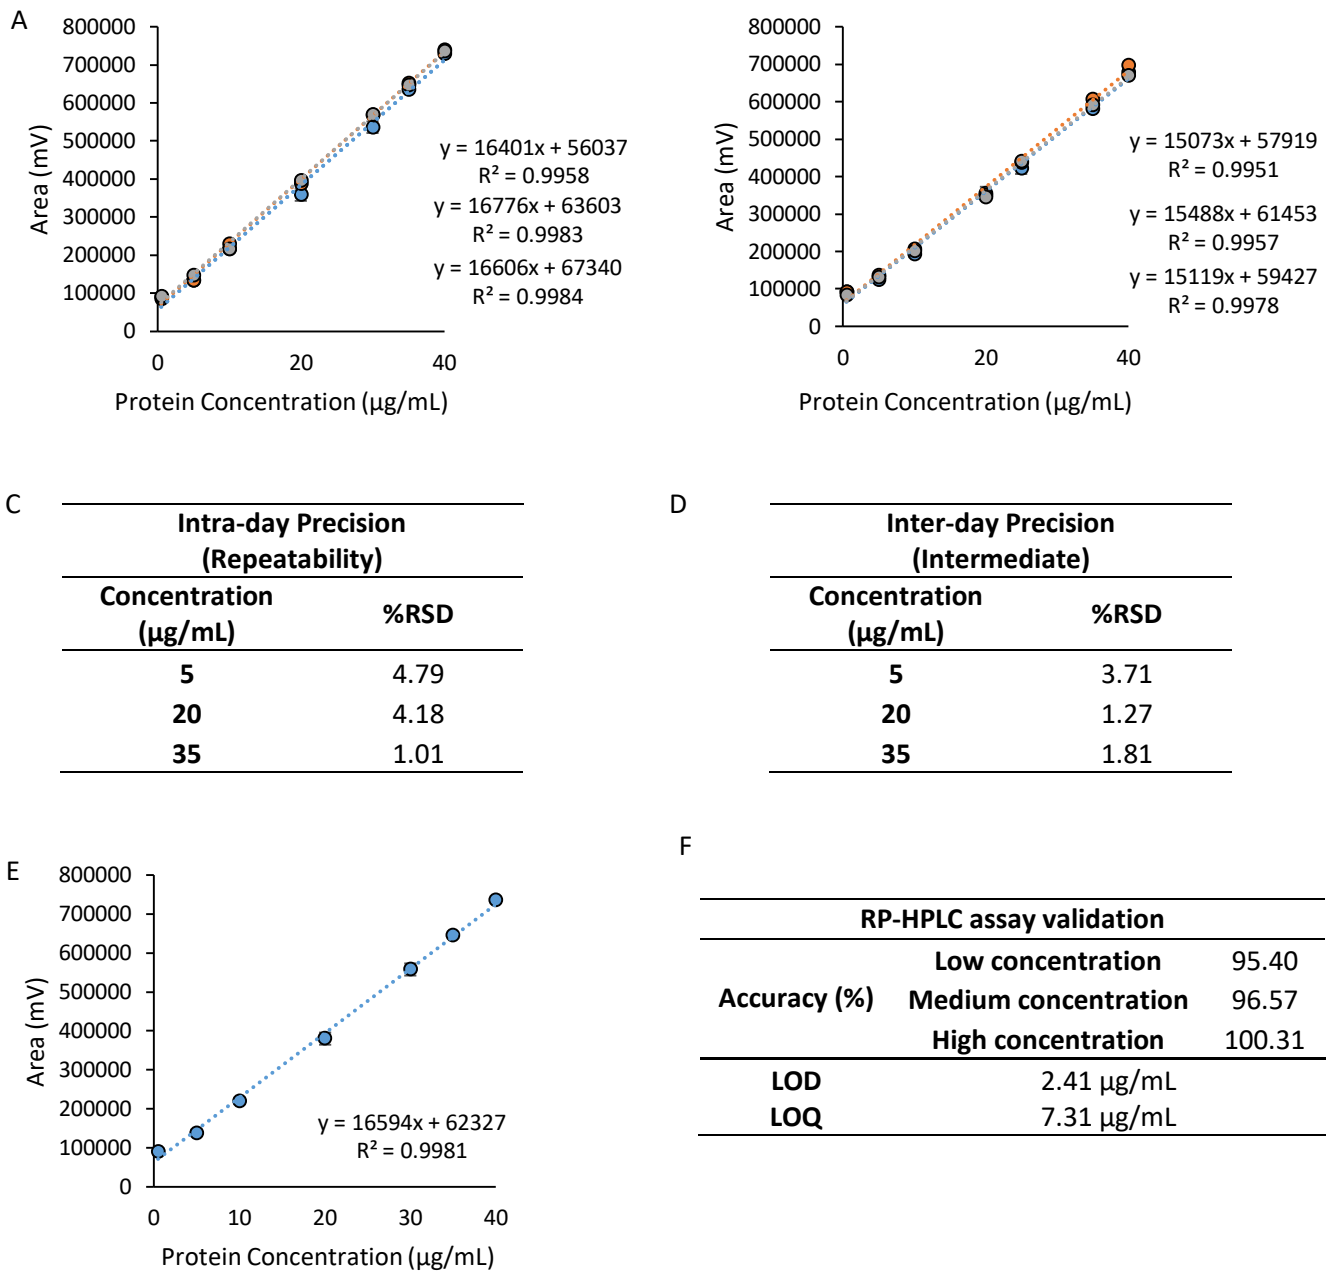 A
800000
700000
600000
500000
400000
300000
200000
100000
0
0 20 40
Area (mV)
Protein Concentration (µg/mL)
y = 16401x + 56037
R² = 0.9958
y = 16776x + 63603
R² = 0.9983
y = 16606x + 67340
R² = 0.9984
800000
700000
600000
500000
400000
300000
200000
100000
0
0 20 40
Area (mV)
Protein Concentration (µg/mL)
y = 15073x + 57919
R² = 0.9951
y = 15488x + 61453
R² = 0.9957
y = 15119x + 59427
R² = 0.9978
C
Intra-day Precision
(Repeatability)
Concentration
(µg/mL)
%RSD
5 4.79
20 4.18
35 1.01
D
Inter-day Precision
(Intermediate)
Concentration
(µg/mL)
%RSD
5 3.71
20 1.27
35 1.81
E
800000
700000
600000
500000
400000
300000
200000
100000
0
0 10 20 30 40
Area (mV)
Protein Concentration (µg/mL)
y = 16594x + 62327
R² = 0.9981
F
RP-HPLC assay validation
Accuracy (%)
Low concentration 95.40
Medium concentration 96.57
High concentration 100.31
LOD 2.41 µg/mL
LOQ 7.31 µg/mL